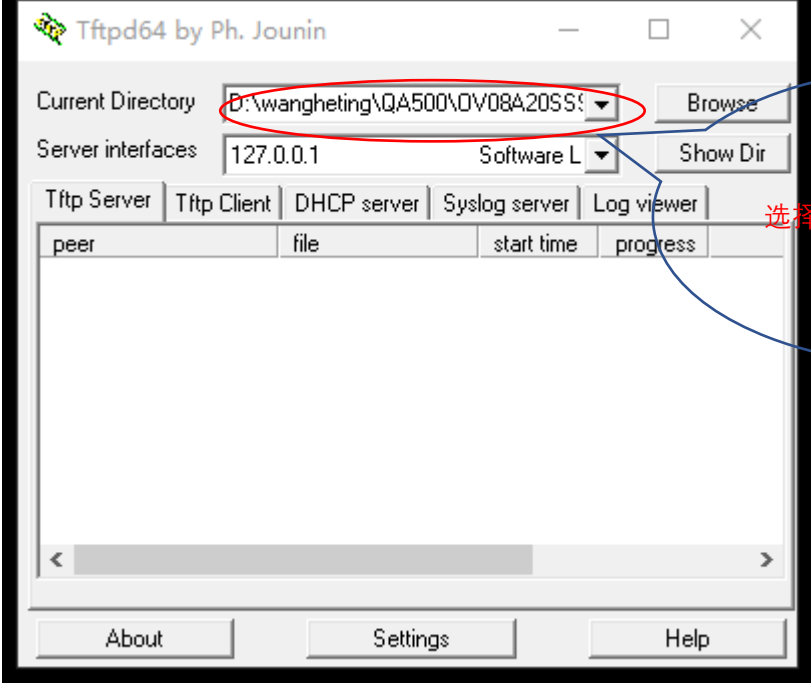 Tftpd64 by Ph. Jounin
Current Directory D:\wangheting\QA500\OV08A20SS Browse
Server interfaces 127.0.0.1 Software L Show Dir
Tftp Server Tftp Client DHCP server Syslog server Log viewer
peer file start time progress
选择
About Settings Help